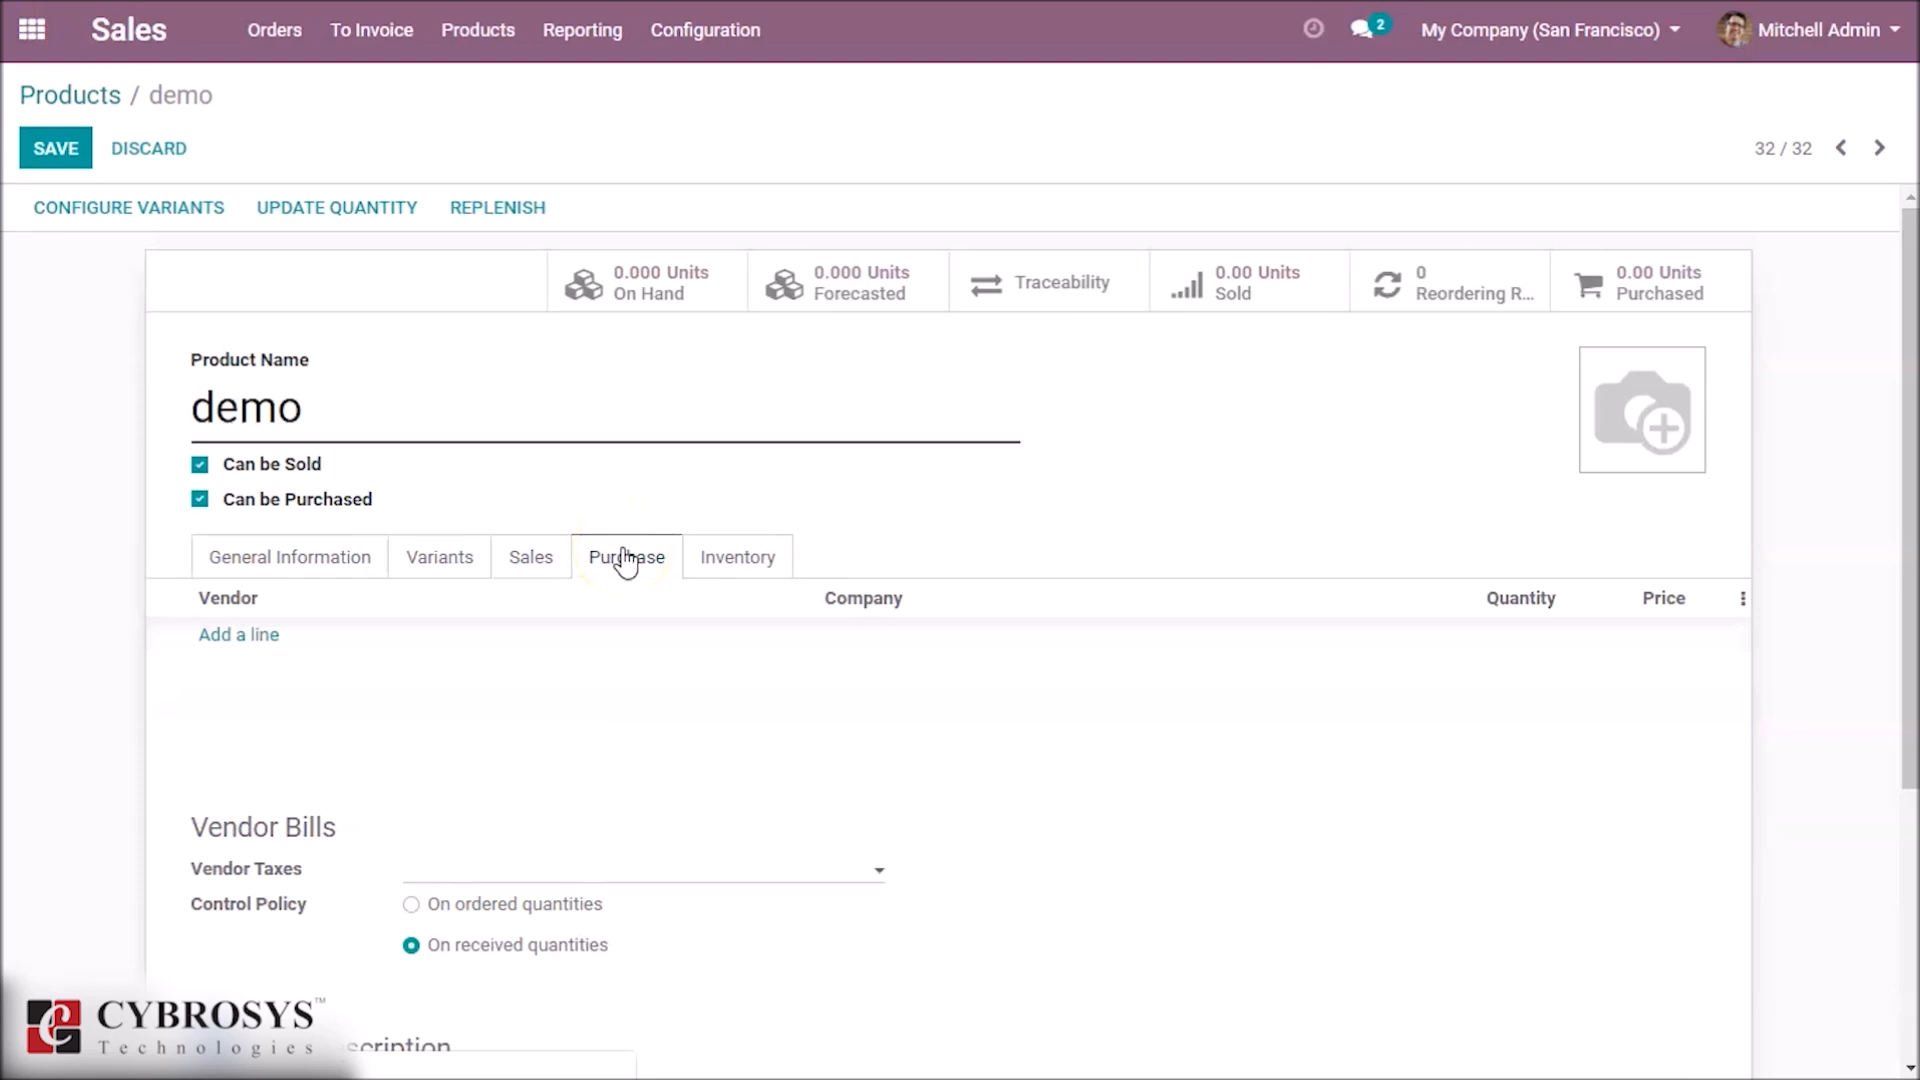 Sales Orders To Invoice Products Reporting Configuration 2 My Company (San Francisco) Mitchell Admin
Products / demo
SAVE DISCARD 32 / 32
CONFIGURE VARIANTS UPDATE QUANTITY REPLENISH
0.000 Units On Hand
0.000 Units Forecasted
Traceability
0.00 Units Sold
0 Reordering R...
0.00 Units Purchased
Product Name
demo
Can be Sold
Can be Purchased
General Information Variants Sales Purchase Inventory
Vendor Company Quantity Price
Add a line
Vendor Bills
Vendor Taxes
Control Policy On ordered quantities
On received quantities
CYBROSYS™
Technologies